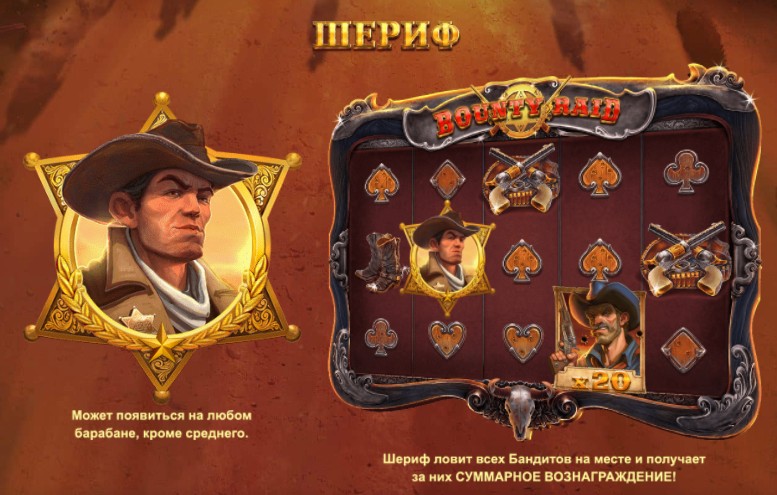 ШЕРИФ
BOUNTY RAID
x20
Может появиться на любом
барабане, кроме среднего.
Шериф ловит всех Бандитов на месте и получает
за них СУММАРНОЕ ВОЗНАГРАЖДЕНИЕ!